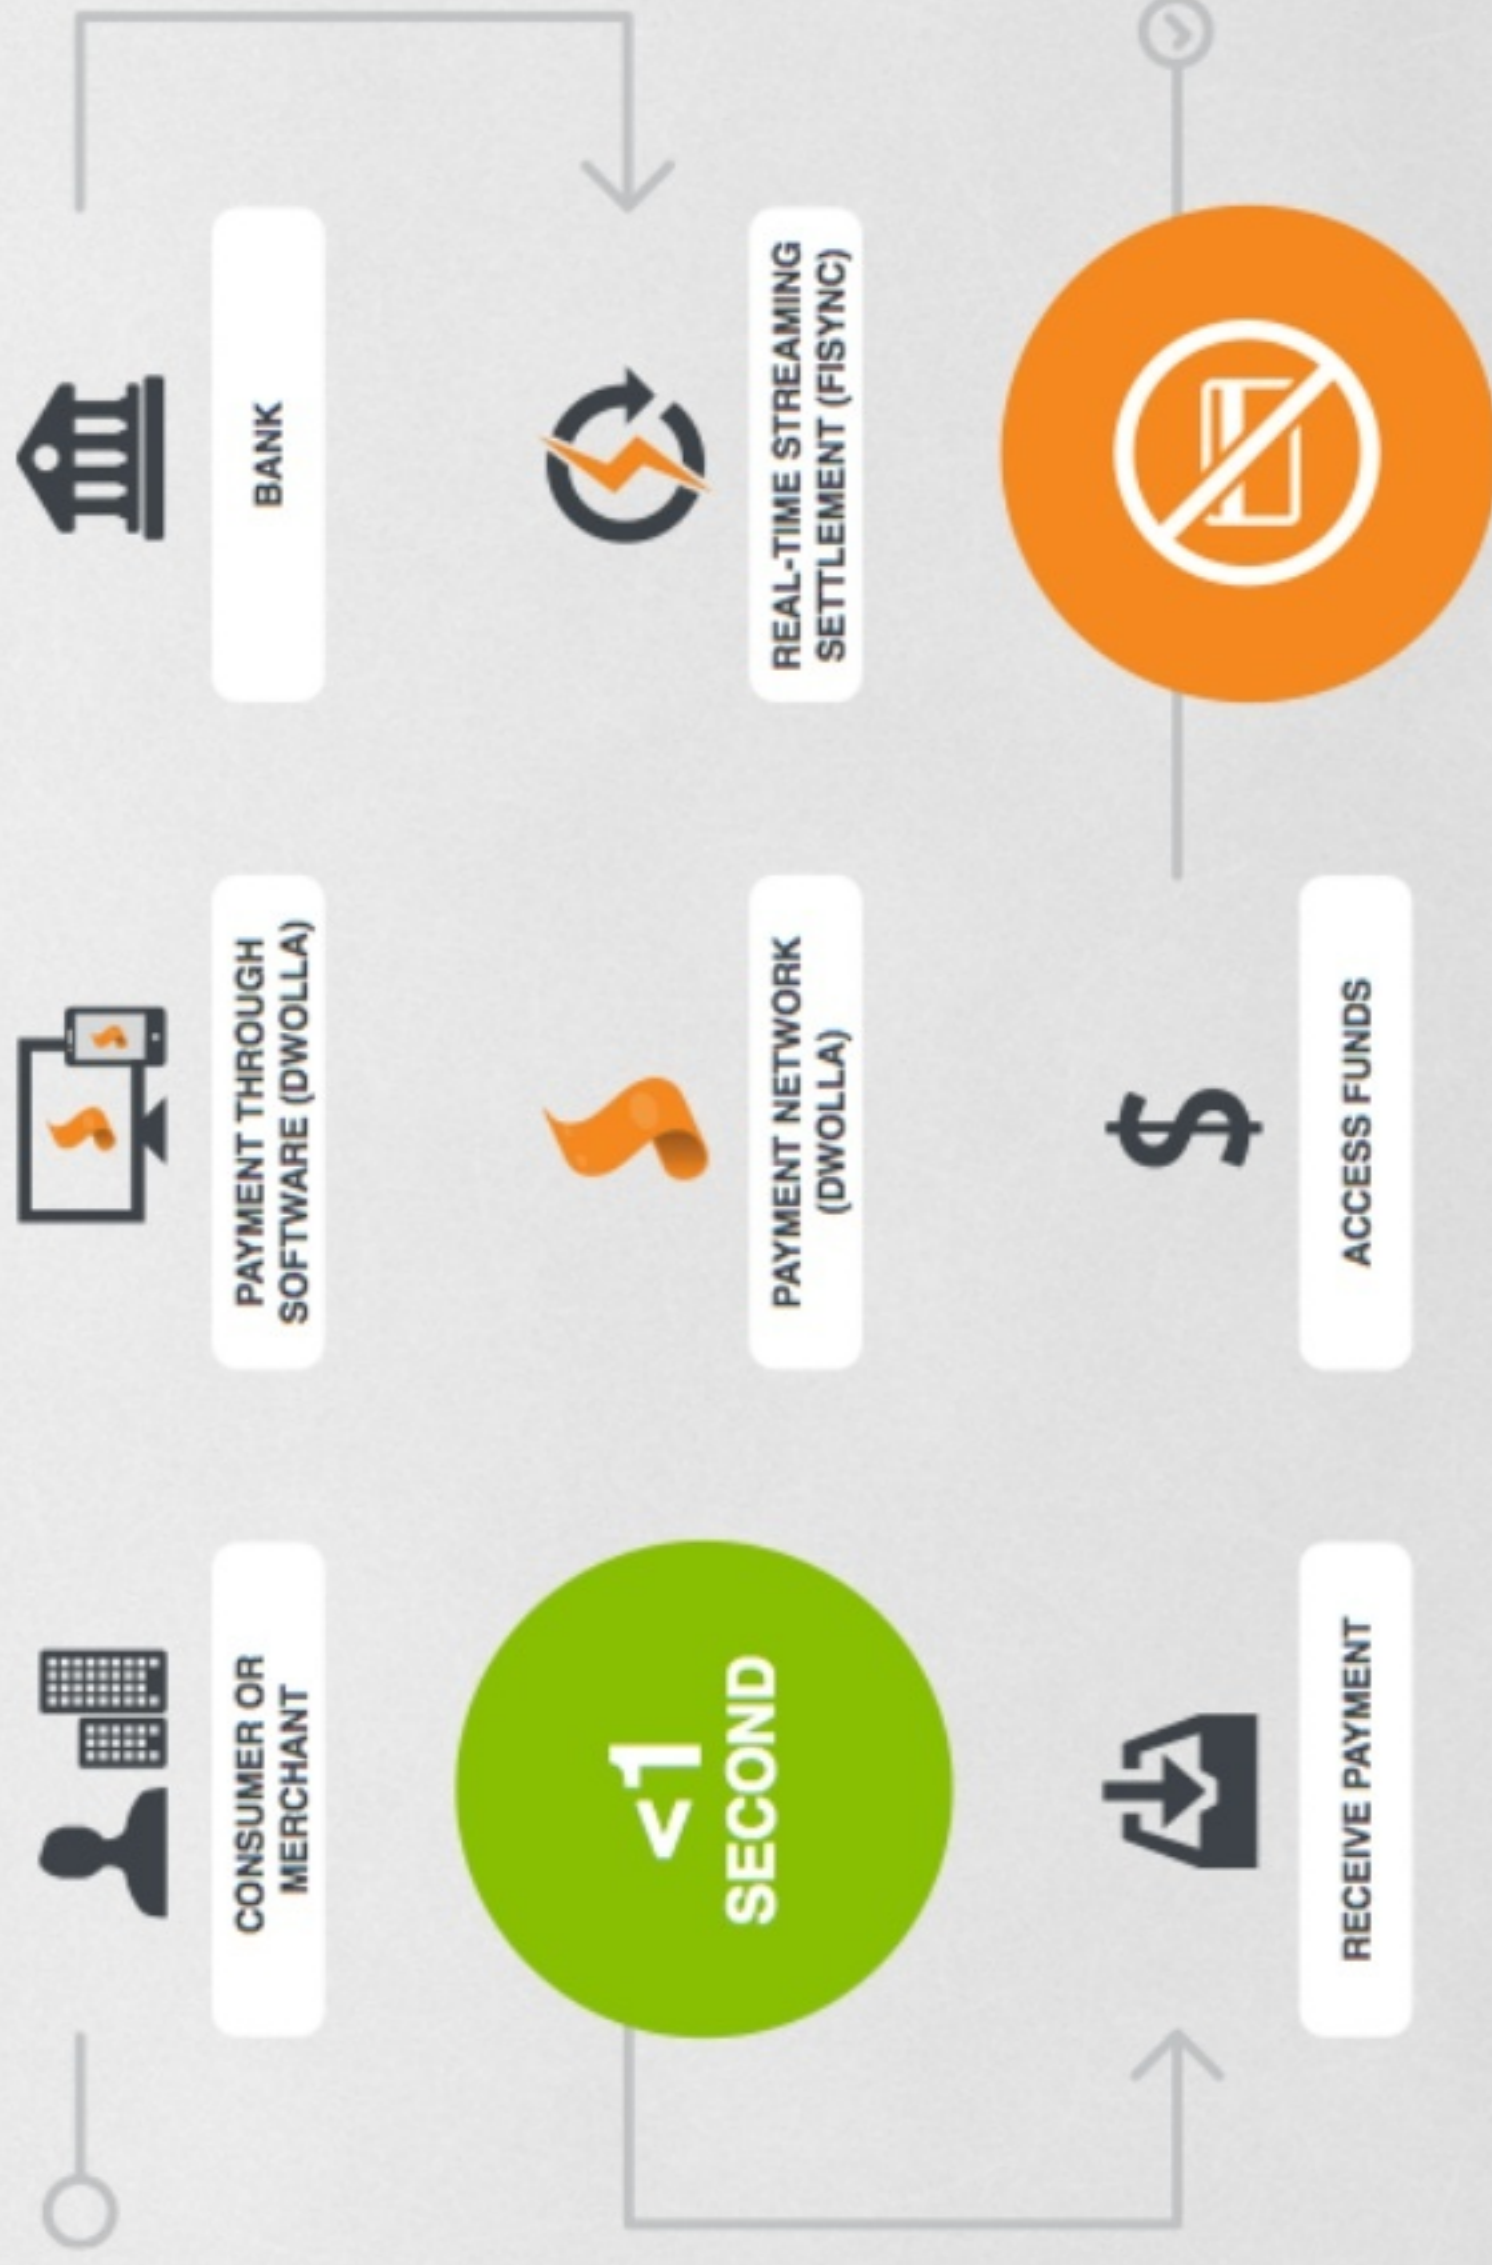 CONSUMER OR
MERCHANT
PAYMENT THROUGH
SOFTWARE (DWOLLA)
BANK
REAL-TIME STREAMING
SETTLEMENT (FISYNC)
PAYMENT NETWORK
(DWOLLA)
<1
SECOND
RECEIVE PAYMENT
$
ACCESS FUNDS